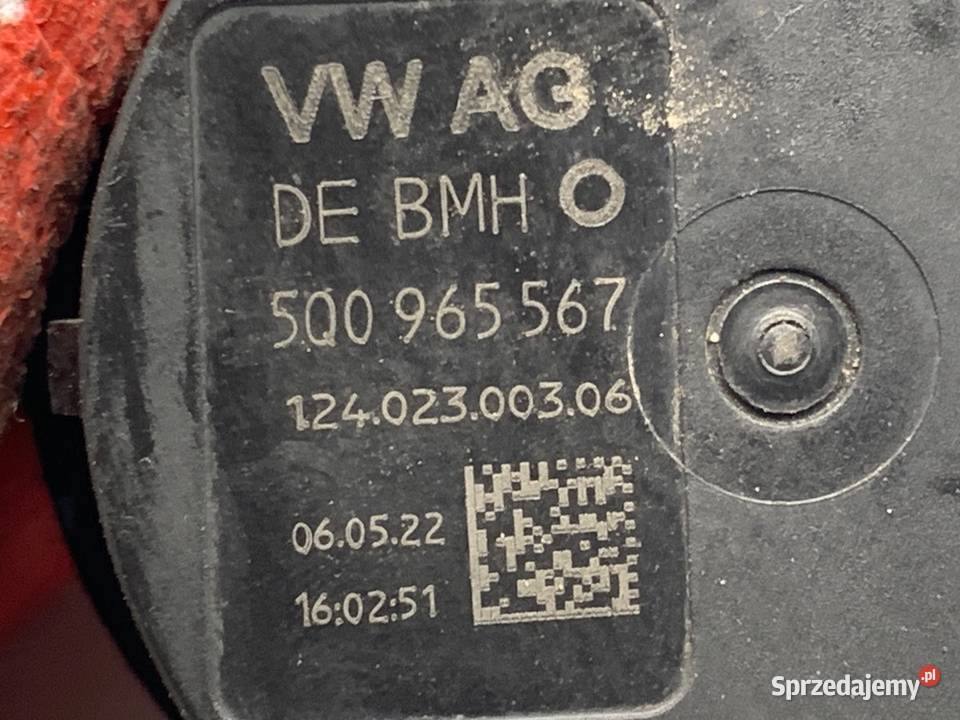 VW AG
DE BMH O
5Q0 965 567
124.023.003.06
06.05.22
16:02:51
Sprzedajemy.pl